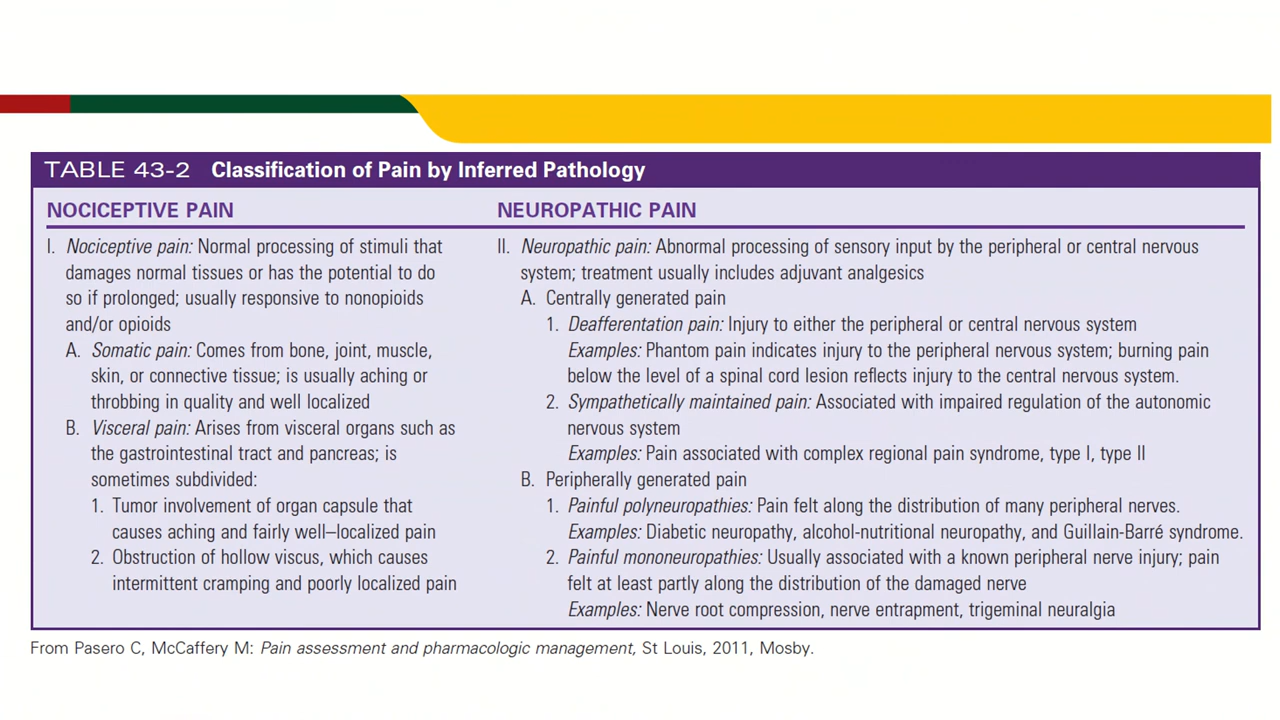 TABLE 43-2 Classification of Pain by Inferred Pathology
NOCICEPTIVE PAIN
I. Nociceptive pain: Normal processing of stimuli that
damages normal tissues or has the potential to do
so if prolonged; usually responsive to nonopioids
and/or opioids
A. Somatic pain: Comes from bone, joint, muscle,
skin, or connective tissue; is usually aching or
throbbing in quality and well localized
B. Visceral pain: Arises from visceral organs such as
the gastrointestinal tract and pancreas; is
sometimes subdivided:
1. Tumor involvement of organ capsule that
causes aching and fairly well–localized pain
2. Obstruction of hollow viscus, which causes
intermittent cramping and poorly localized pain
NEUROPATHIC PAIN
II. Neuropathic pain: Abnormal processing of sensory input by the peripheral or central nervous
system; treatment usually includes adjuvant analgesics
A. Centrally generated pain
1. Deafferentation pain: Injury to either the peripheral or central nervous system
Examples: Phantom pain indicates injury to the peripheral nervous system; burning pain
below the level of a spinal cord lesion reflects injury to the central nervous system.
2. Sympathetically maintained pain: Associated with impaired regulation of the autonomic
nervous system
Examples: Pain associated with complex regional pain syndrome, type I, type II
B. Peripherally generated pain
1. Painful polyneuropathies: Pain felt along the distribution of many peripheral nerves.
Examples: Diabetic neuropathy, alcohol-nutritional neuropathy, and Guillain-Barré syndrome.
2. Painful mononeuropathies: Usually associated with a known peripheral nerve injury; pain
felt at least partly along the distribution of the damaged nerve
Examples: Nerve root compression, nerve entrapment, trigeminal neuralgia
From Pasero C, McCaffery M: Pain assessment and pharmacologic management, St Louis, 2011, Mosby.